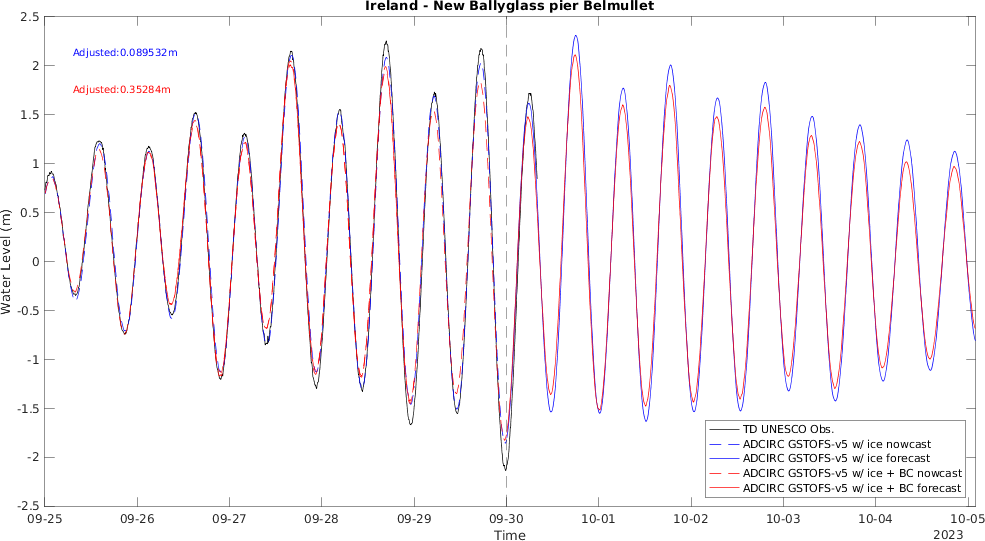 Ireland - New Ballyglass pier Belmullet
Adjusted:0.089532m
Adjusted:0.35284m
2.5
2
1.5
1
0.5
0
-0.5
-1
-1.5
-2
-2.5
Water Level (m)
TD UNESCO Obs.
ADCIRC GSTOFS-v5 w/ ice nowcast
ADCIRC GSTOFS-v5 w/ ice forecast
ADCIRC GSTOFS-v5 w/ ice + BC nowcast
ADCIRC GSTOFS-v5 w/ ice + BC forecast
09-25 09-26 09-27 09-28 09-29 09-30 10-01 10-02 10-03 10-04 10-05
Time
2023